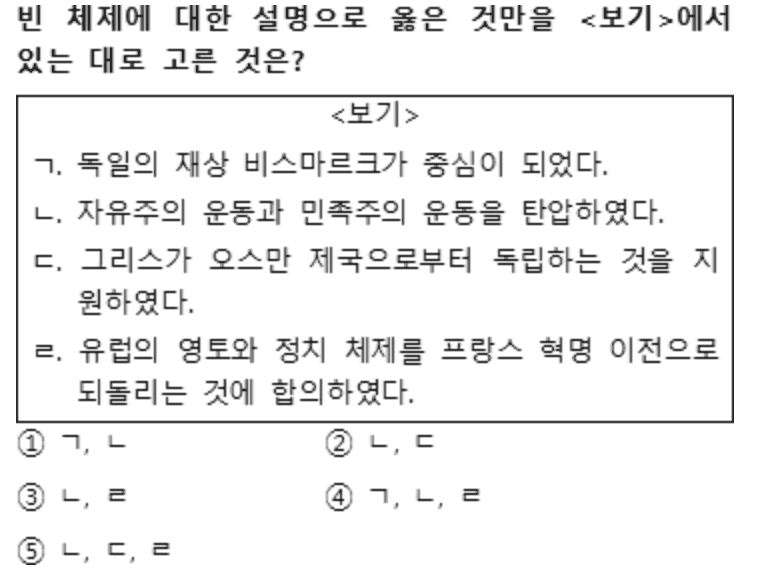 빈 체제에 대한 설명으로 옳은 것만을 <보기>에서
있는 대로 고른 것은?
<보기>
ㄱ. 독일의 재상 비스마르크가 중심이 되었다.
ㄴ. 자유주의 운동과 민족주의 운동을 탄압하였다.
ㄷ. 그리스가 오스만 제국으로부터 독립하는 것을 지
원하였다.
ㄹ. 유럽의 영토와 정치 체제를 프랑스 혁명 이전으로
되돌리는 것에 합의하였다.
① ㄱ, ㄴ ② ㄴ, ㄷ
③ ㄴ, ㄹ ④ ㄱ, ㄴ, ㄹ
⑤ ㄴ, ㄷ, ㄹ